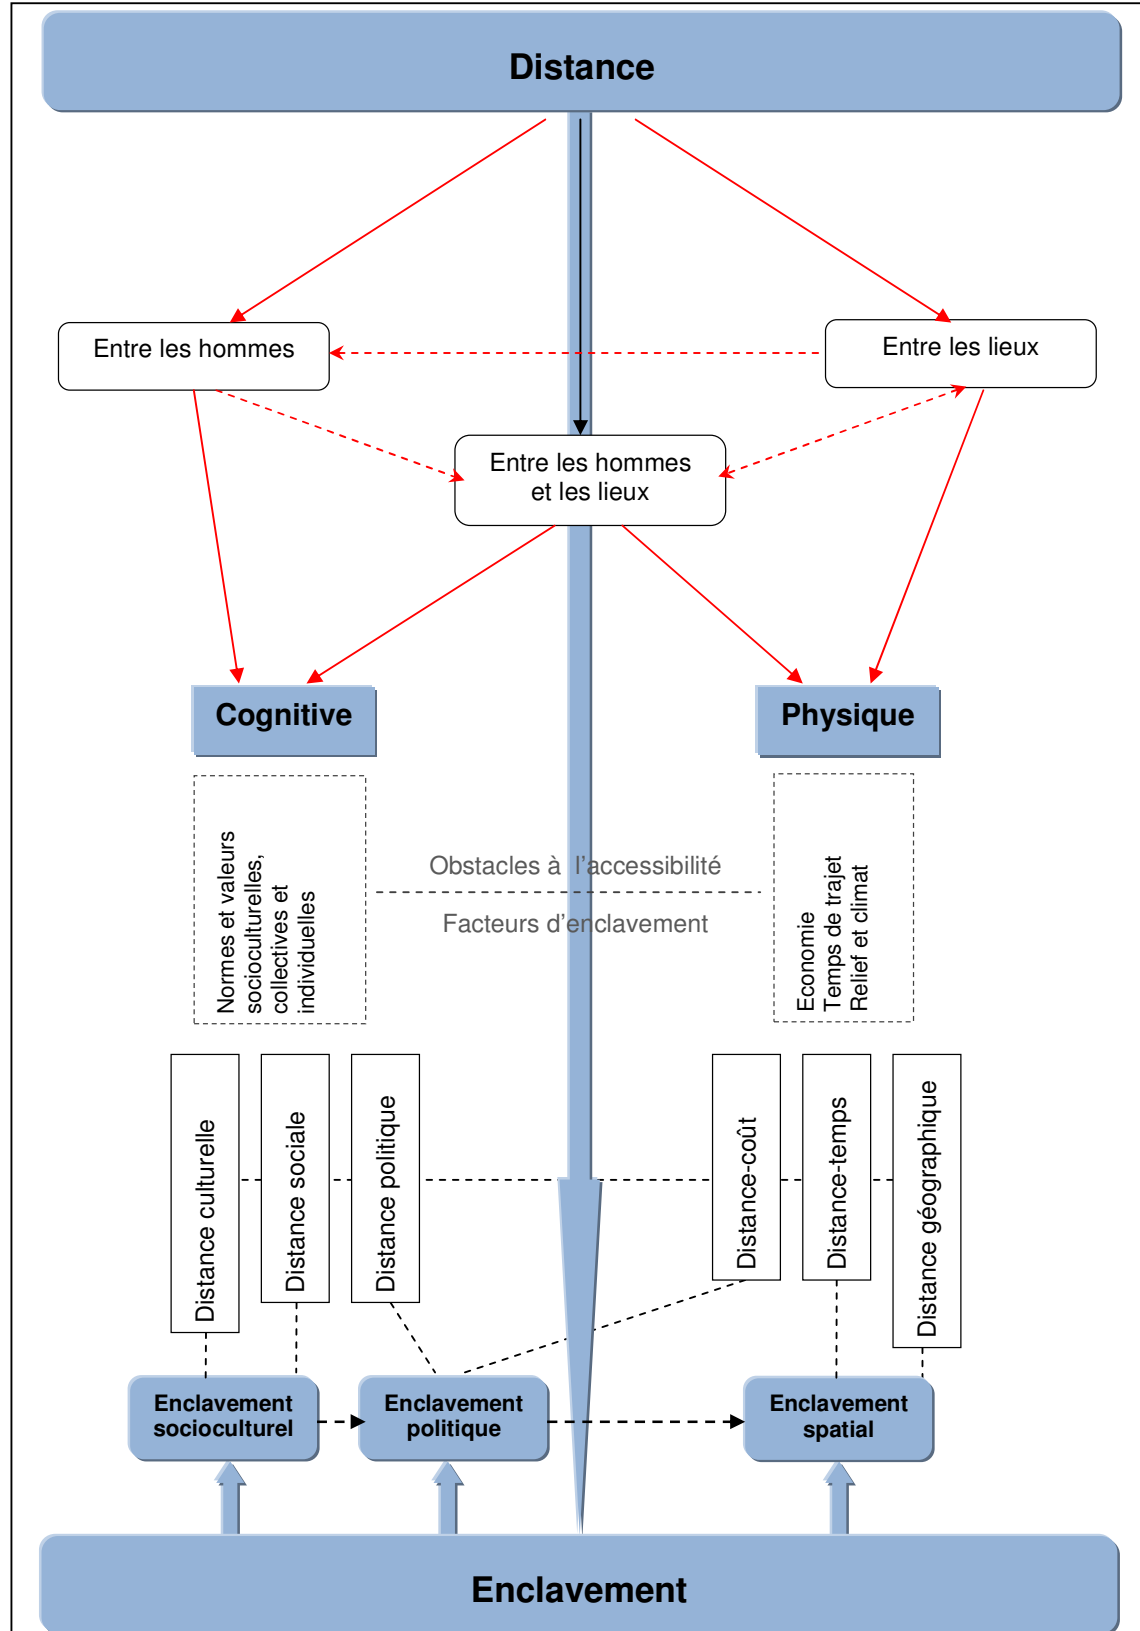 Distance
Entre les hommes
Entre les lieux
Entre les hommes
et les lieux
Cognitive
Physique
Normes et valeurs
socioculturelles,
collectives et
individuelles
Obstacles à l'accessibilité
Facteurs d'enclavement
Economie
Temps de trajet
Relief et climat
Distance culturelle
Distance sociale
Distance politique
Distance-coût
Distance-temps
Distance géographique
Enclavement
socioculturel
Enclavement
politique
Enclavement
spatial
Enclavement